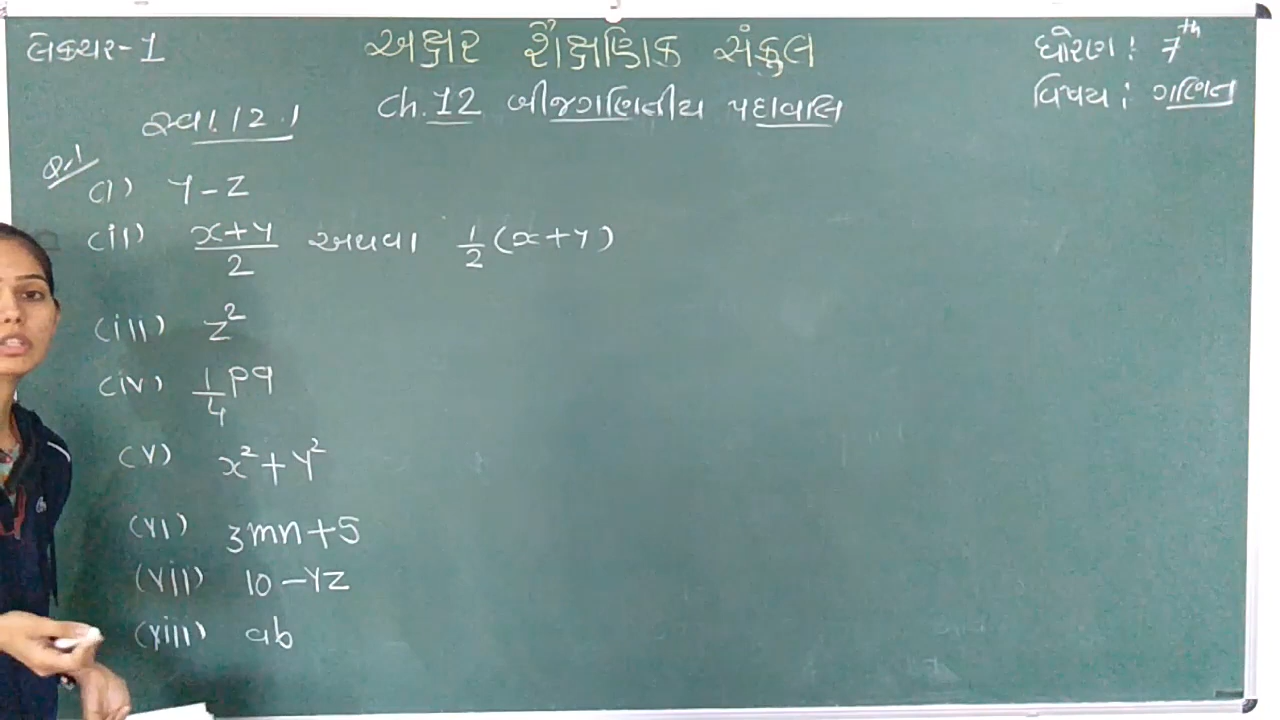 લેક્ચર-1
અક્ષર શૈક્ષણિક સંકુલ
ધોરણ : 7th
Ch. 12 બીજગણિતીય પદાવલિ
વિષય : ગણિત
સ્વા. 12.1
Q.1
(i) y - z
(ii) x+y/2 અથવા 1/2 (x+y)
(iii) z²
(iv) 1/4 pq
(v) x² + y²
(vi) 3mn + 5
(vii) 10 - yz
(viii) ab